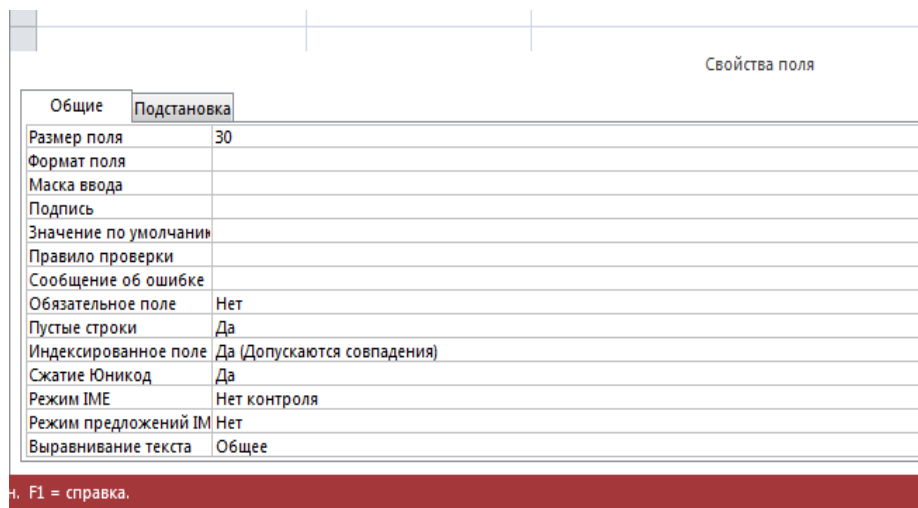 Свойства поля
Общие Подстановка
Размер поля 30
Формат поля
Маска ввода
Подпись
Значение по умолчани
Правило проверки
Сообщение об ошибке
Обязательное поле Нет
Пустые строки Да
Индексированное поле Да (Допускаются совпадения)
Сжатие Юникод Да
Режим IME Нет контроля
Режим предложений IM Нет
Выравнивание текста Общее
н. F1 = справка.